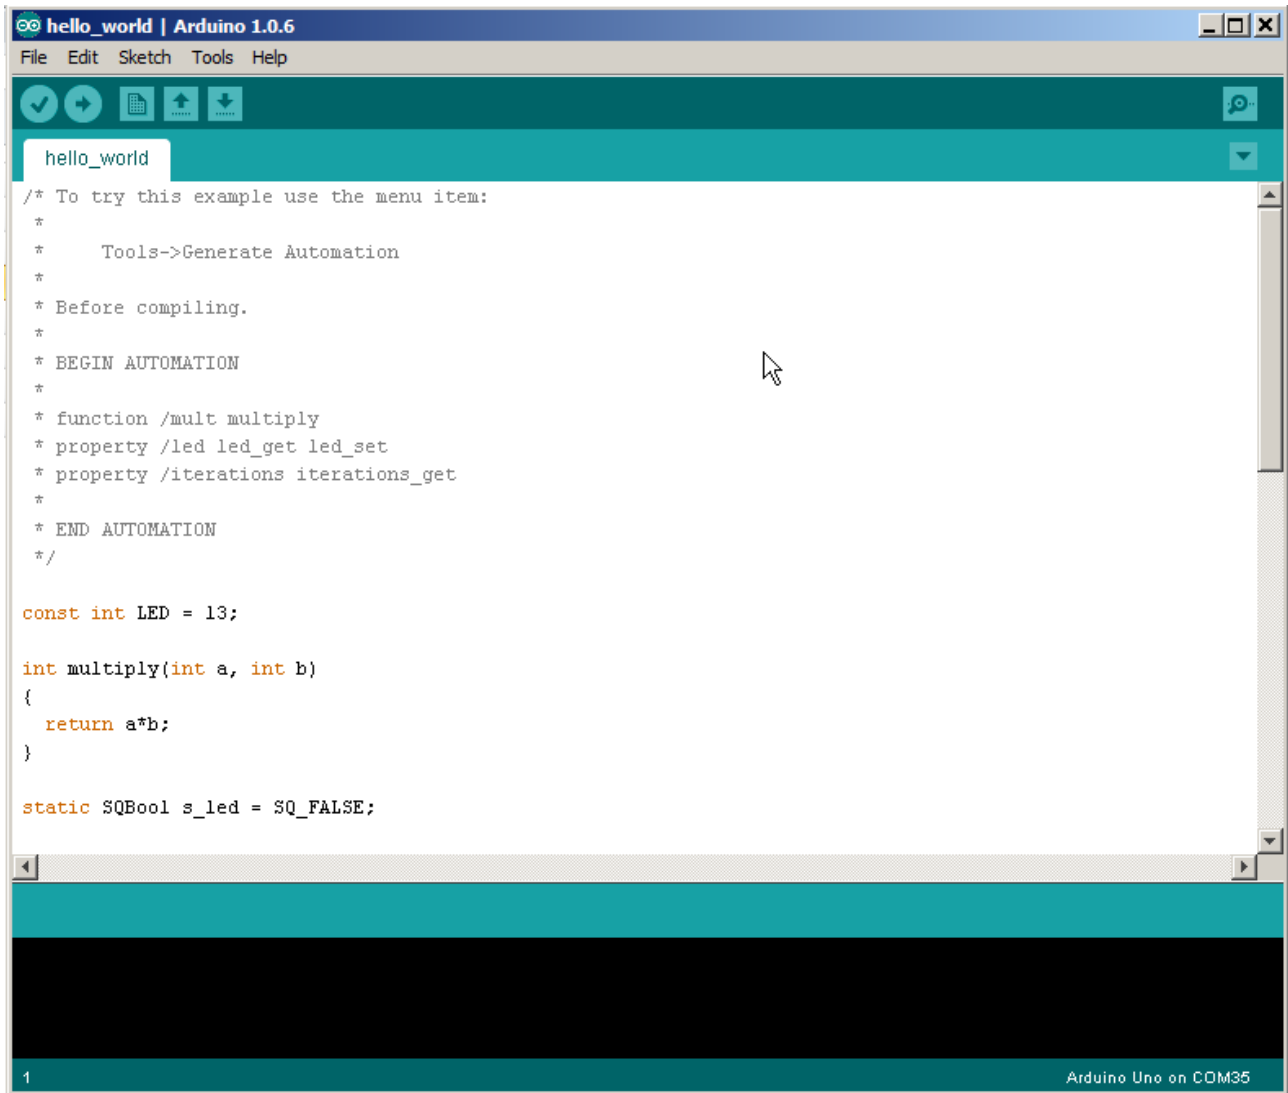 hello_world | Arduino 1.0.6
File Edit Sketch Tools Help
hello_world
/* To try this example use the menu item:
 *
 *     Tools->Generate Automation
 *
 * Before compiling.
 *
 * BEGIN AUTOMATION
 *
 * function /mult multiply
 * property /led led_get led_set
 * property /iterations iterations_get
 *
 * END AUTOMATION
 */
const int LED = 13;
int multiply(int a, int b)
{
  return a*b;
}
static SQBool s_led = SQ_FALSE;
1
Arduino Uno on COM35